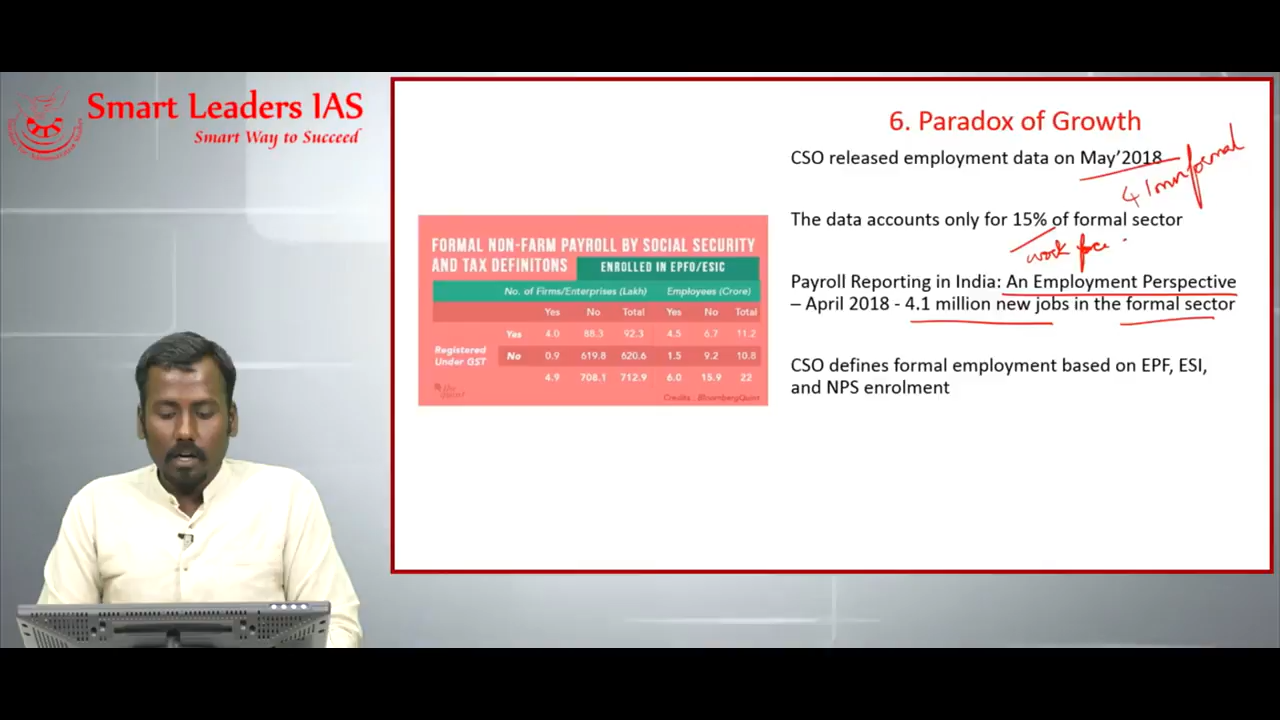 Smart Leaders IAS
Smart Way to Succeed
6. Paradox of Growth
CSO released employment data on May'2018
4.1 mn formal
The data accounts only for 15% of formal sector
work force
Payroll Reporting in India: An Employment Perspective
– April 2018 - 4.1 million new jobs in the formal sector
CSO defines formal employment based on EPF, ESI,
and NPS enrolment
FORMAL NON-FARM PAYROLL BY SOCIAL SECURITY
AND TAX DEFINITONS ENROLLED IN EPFO/ESIC
No. of Firms/Enterprises (Lakh) Employees (Crore)
Yes No Total Yes No Total
Registered Under GST
Yes 4.0 88.3 92.3 4.5 6.7 11.2
No 0.9 619.8 620.6 1.5 9.2 10.8
4.9 708.1 712.9 6.0 15.9 22
Credits : BloombergQuint